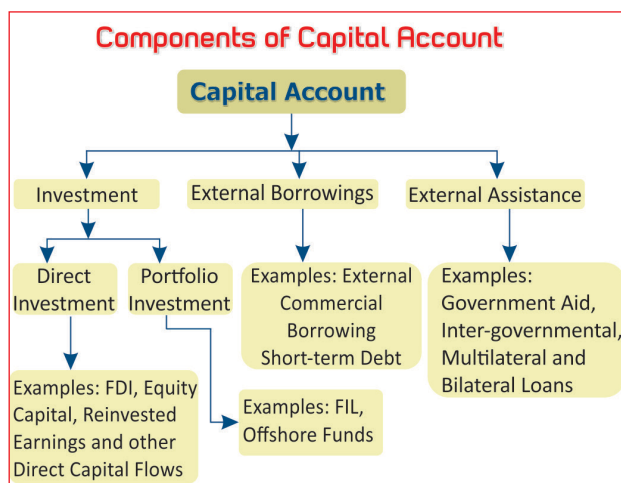 Components of Capital Account
Capital Account
Investment
External Borrowings
External Assistance
Direct
Investment
Portfolio
Investment
Examples: External
Commercial
Borrowing
Short-term Debt
Examples:
Government Aid,
Inter-governmental,
Multilateral and
Bilateral Loans
Examples: FDI, Equity
Capital, Reinvested
Earnings and other
Direct Capital Flows
Examples: FIL,
Offshore Funds